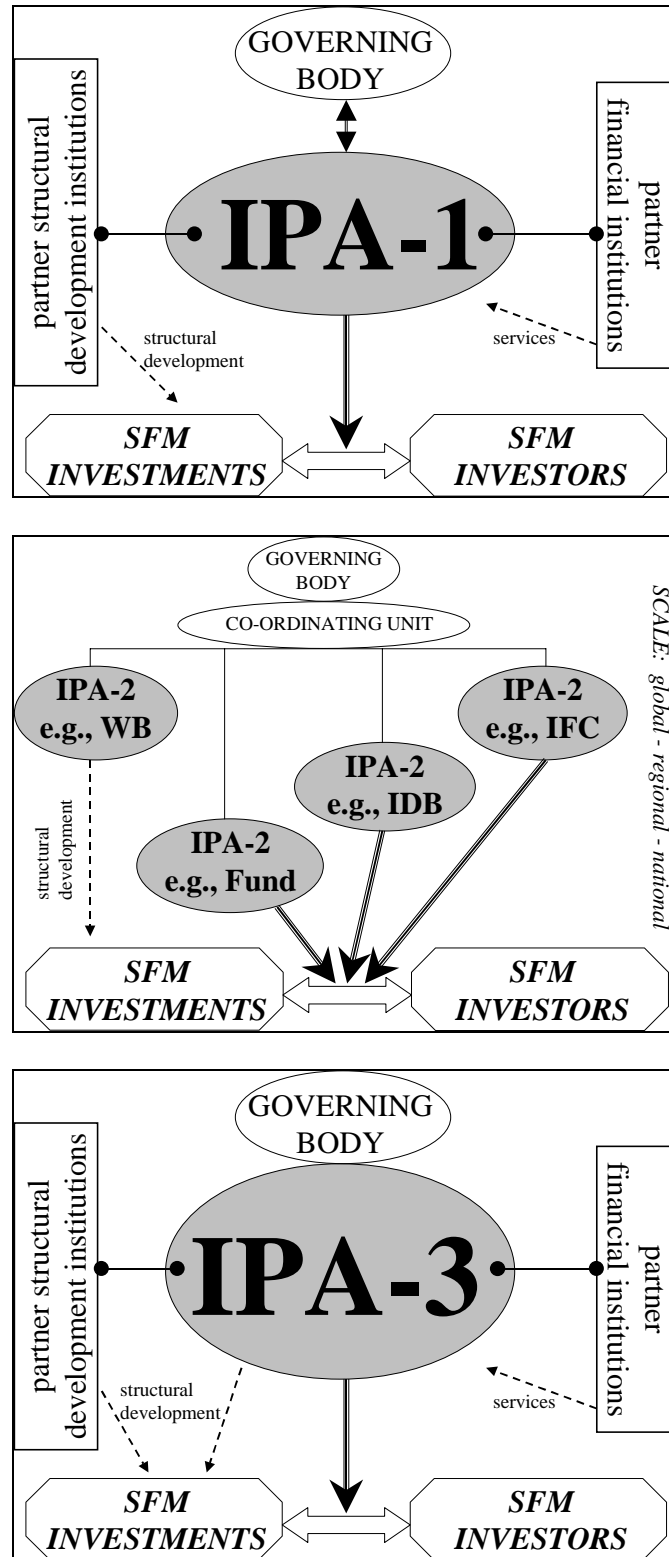 GOVERNING
BODY
partner structural
development institutions
IPA-1
partner
financial institutions
structural
development
services
SFM
INVESTMENTS
SFM
INVESTORS
GOVERNING
BODY
CO-ORDINATING UNIT
IPA-2
e.g., WB
IPA-2
e.g., IFC
IPA-2
e.g., IDB
IPA-2
e.g., Fund
structural
development
SCALE: global - regional - national
SFM
INVESTMENTS
SFM
INVESTORS
GOVERNING
BODY
partner structural
development institutions
IPA-3
partner
financial institutions
structural
development
services
SFM
INVESTMENTS
SFM
INVESTORS